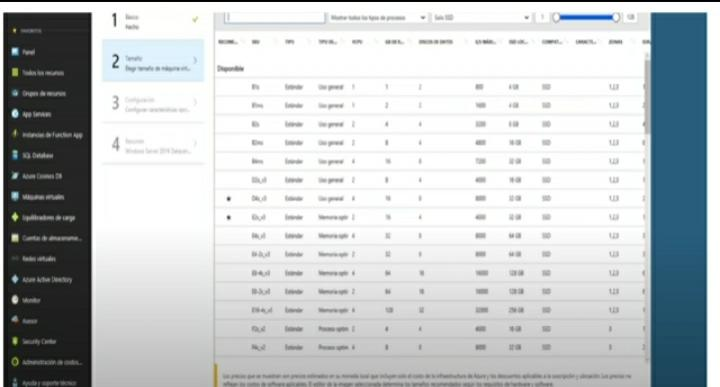 FAVORITOS
Panel
Todos los recursos
Grupos de recursos
App Services
Instancias de Function App
SQL Database
Azure Cosmos DB
Máquinas virtuales
Equilibradores de carga
Cuentas de almacenamie...
Redes virtuales
Azure Active Directory
Monitor
Asesor
Security Center
Administración de costos...
Ayuda y soporte técnico
1 Básico
Hecho
2 Tamaño
Elegir tamaño de máquina virt...
3 Configuración
Configurar características opci...
4 Resumen
Windows Server 2019 Datacen...
Mostrar todos los tipos de procesos
Solo SSD
1
128
RECOME... SKU TIPO TIPO DE... VCPU GB DE R... DISCOS DE DATOS E/S MÁXI... SSD LOC... COMPAT... CARACTE... ZONAS
Disponible
B1s Estándar Uso general 1 1 2 800 4 GB SSD 1,2,3
B1ms Estándar Uso general 1 2 2 1600 4 GB SSD 1,2,3
B2s Estándar Uso general 2 4 4 3200 8 GB SSD 1,2,3
B2ms Estándar Uso general 2 8 4 4800 16 GB SSD 1,2,3
B4ms Estándar Uso general 4 16 8 7200 32 GB SSD 1,2,3
D2s_v3 Estándar Uso general 2 8 4 4000 16 GB SSD 1,2,3
D4s_v3 Estándar Uso general 4 16 8 8000 32 GB SSD 1,2,3
E2s_v3 Estándar Memoria optir 2 16 4 4000 32 GB SSD 1,2,3
E4s_v3 Estándar Memoria optir 4 32 8 8000 64 GB SSD 1,2,3
E4-2s_v3 Estándar Memoria optir 2 32 8 8000 64 GB SSD 1,2,3
E8-4s_v3 Estándar Memoria optir 4 64 16 16000 128 GB SSD 1,2,3
E8-2s_v3 Estándar Memoria optir 2 64 16 16000 128 GB SSD 1,2,3
E16-4s_v3 Estándar Memoria optir 4 128 32 32000 256 GB SSD 1,2,3
F2s_v2 Estándar Proceso optim 2 4 4 4000 16 GB SSD
F4s_v2 Estándar Proceso optim 4 8 8 8000 32 GB SSD
Los precios que se muestran son precios estimados en su moneda local que incluyen solo el costo de la infraestructura de Azure y los descuentos aplicables a la suscripción y ubicación. Los precios no
reflejan los costos de software aplicables. El editor de la imagen seleccionada determina los tamaños recomendados según los requisitos de hardware y software.